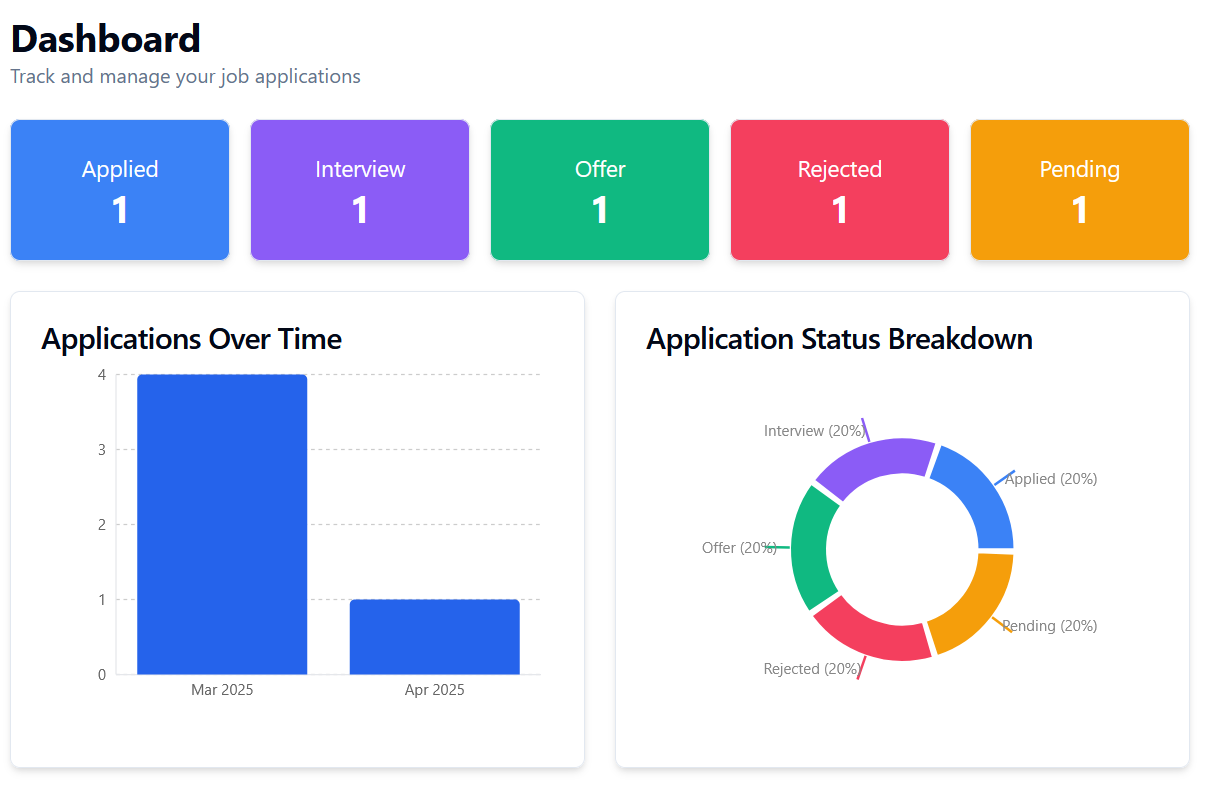 Dashboard
Track and manage your job applications
Applied
1
Interview
1
Offer
1
Rejected
1
Pending
1
Applications Over Time
4
3
2
1
0
Mar 2025
Apr 2025
Application Status Breakdown
Interview (20%)
Applied (20%)
Offer (20%)
Pending (20%)
Rejected (20%)